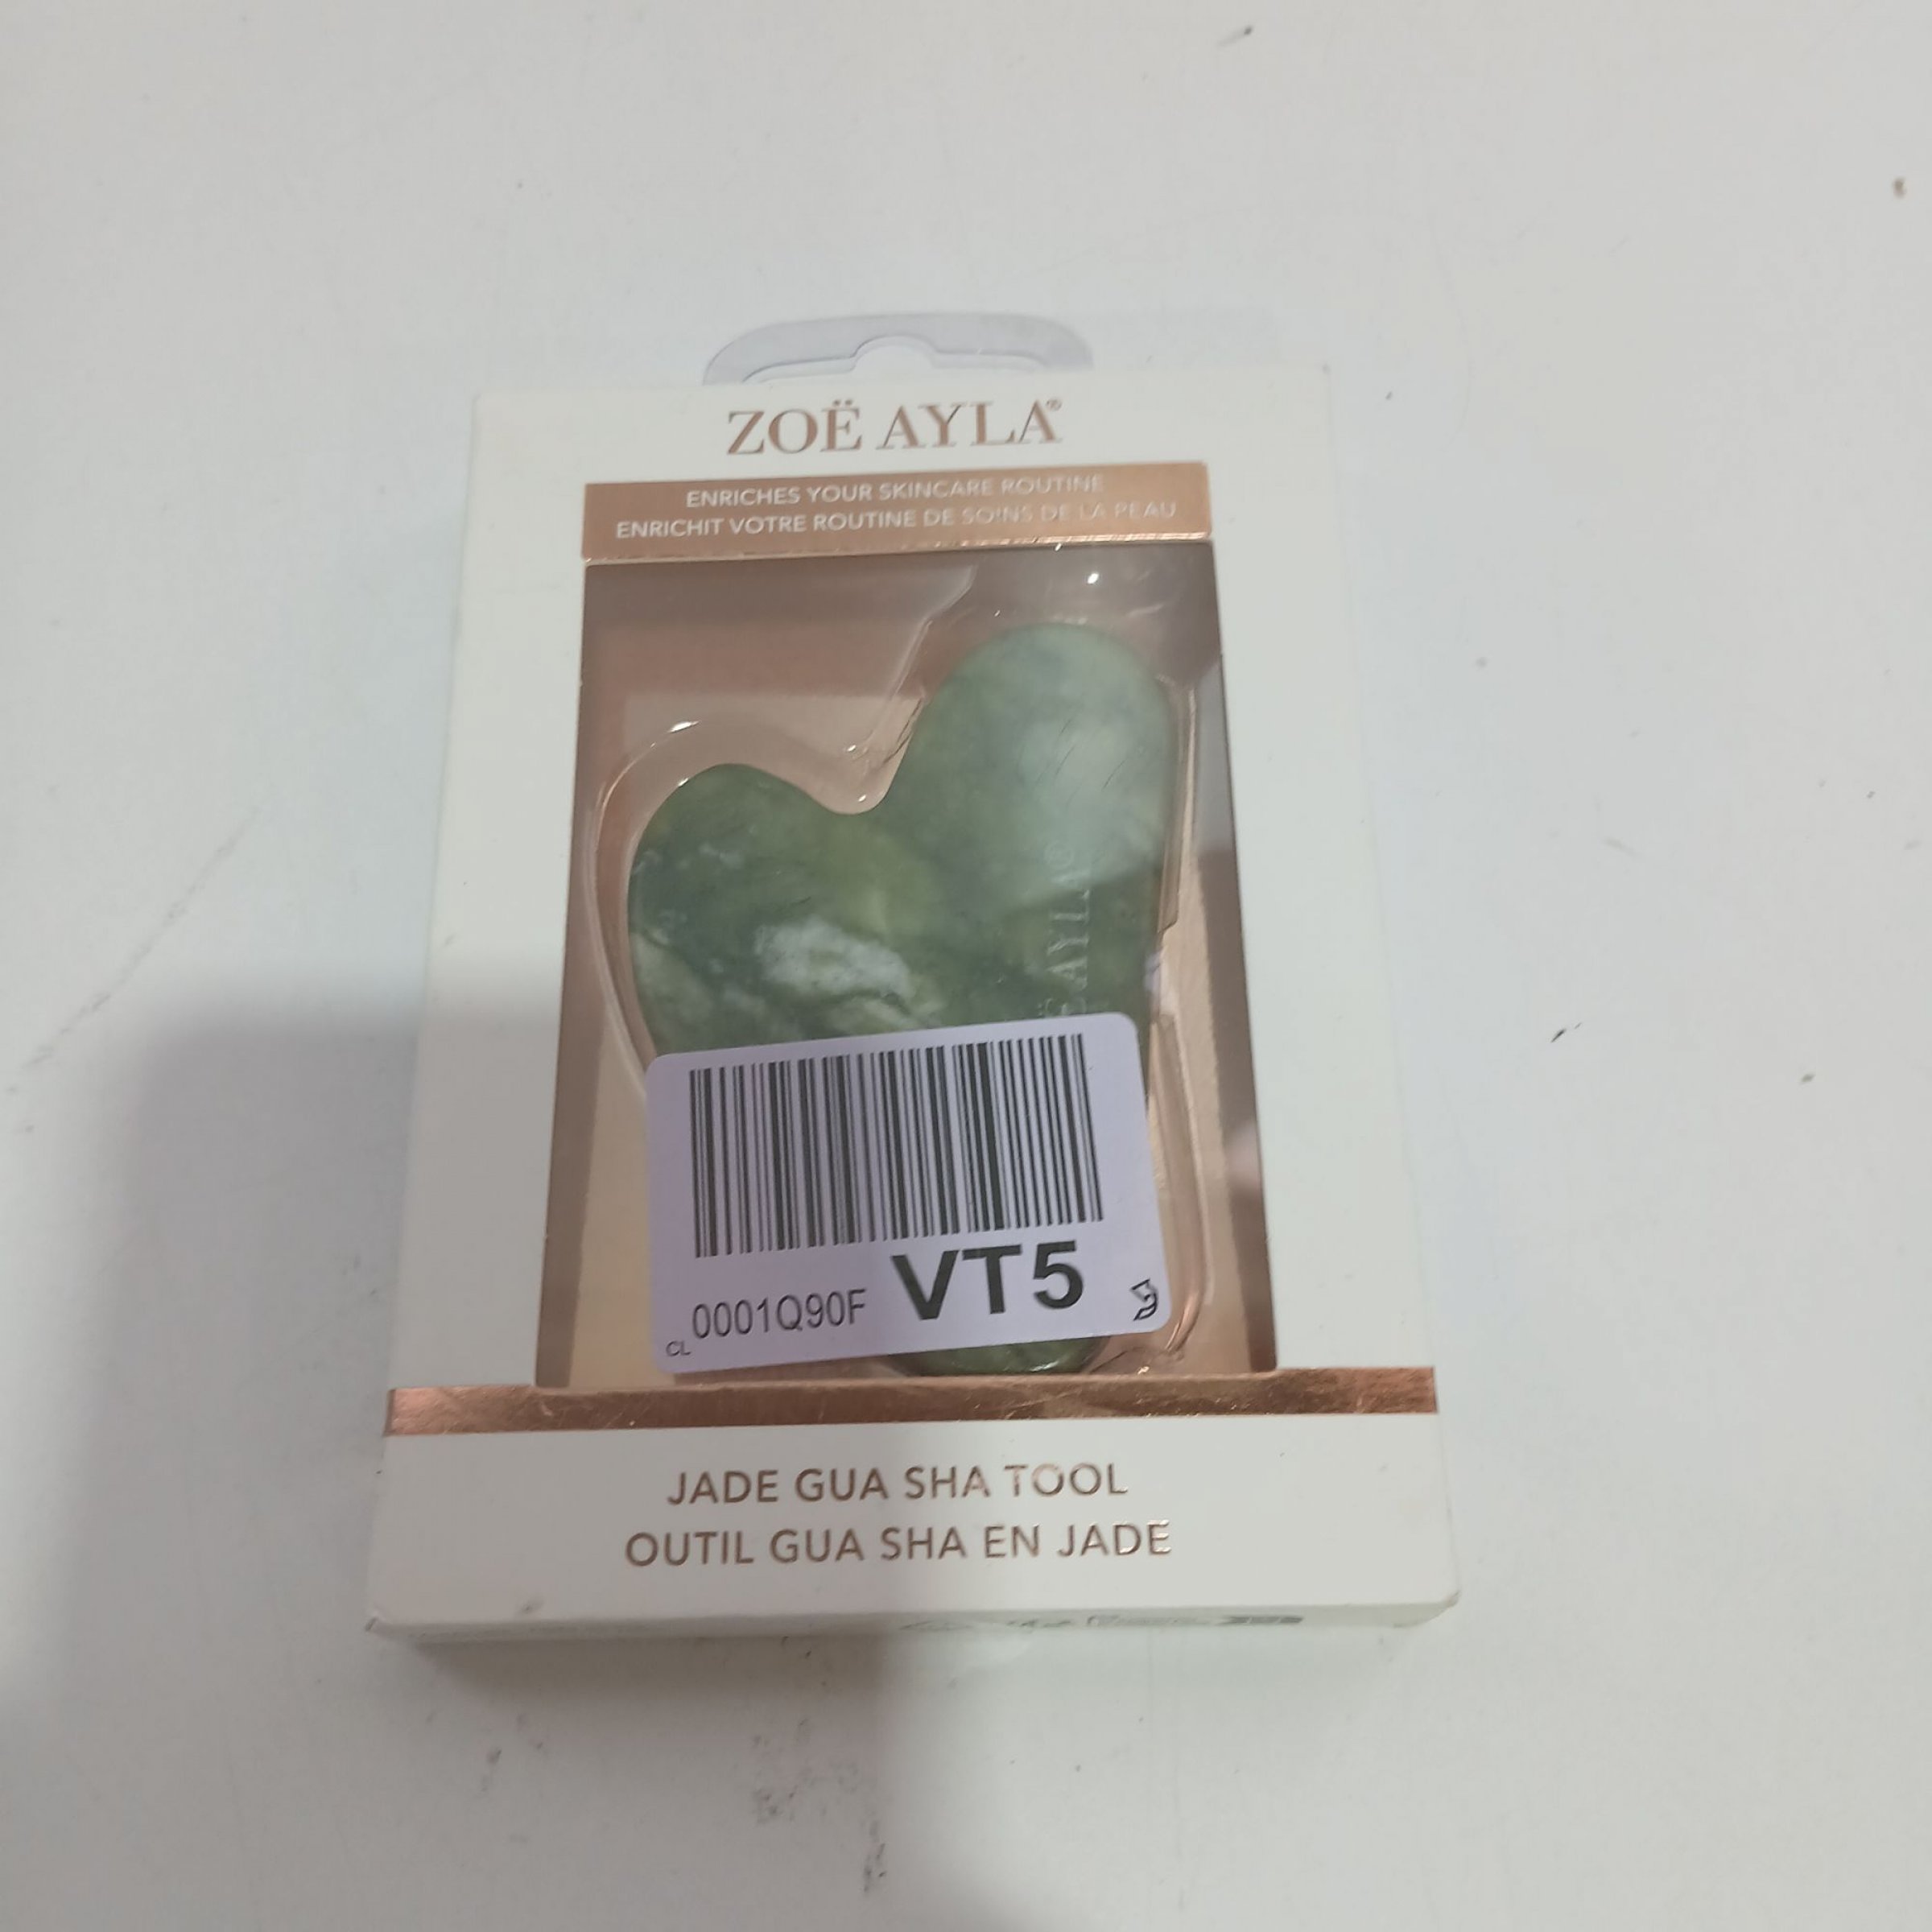 ZOË AYLA®
ENRICHES YOUR SKINCARE ROUTINE
ENRICHIT VOTRE ROUTINE DE SOINS DE LA PEAU
Ë AYLA®
0001Q90F VT5
CL
JADE GUA SHA TOOL
OUTIL GUA SHA EN JADE